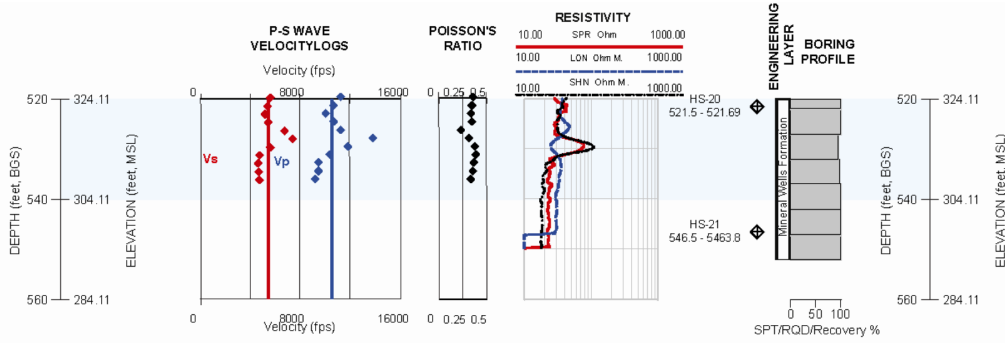 P-S WAVE
VELOCITYLOGS
Velocity (fps)
0 8000 16000
POISSON'S
RATIO
0 0.25 0.5
RESISTIVITY
10.00 SPR Ohm 1000.00
10.00 LON Ohm M. 1000.00
10.00 SHN Ohm M. 1000.00
ENGINEERING
LAYER
BORING
PROFILE
DEPTH (feet, BGS)
520
540
560
ELEVATION (feet, MSL)
324.11
304.11
284.11
Vs
Vp
0 8000 16000
Velocity (fps)
0 0.25 0.5
HS-20
521.5 - 521.69
HS-21
546.5 - 5463.8
Mineral Wells Formation
0 50 100
SPT/RQD/Recovery %
DEPTH (feet, BGS)
520
540
560
ELEVATION (feet, MSL)
324.11
304.11
284.11